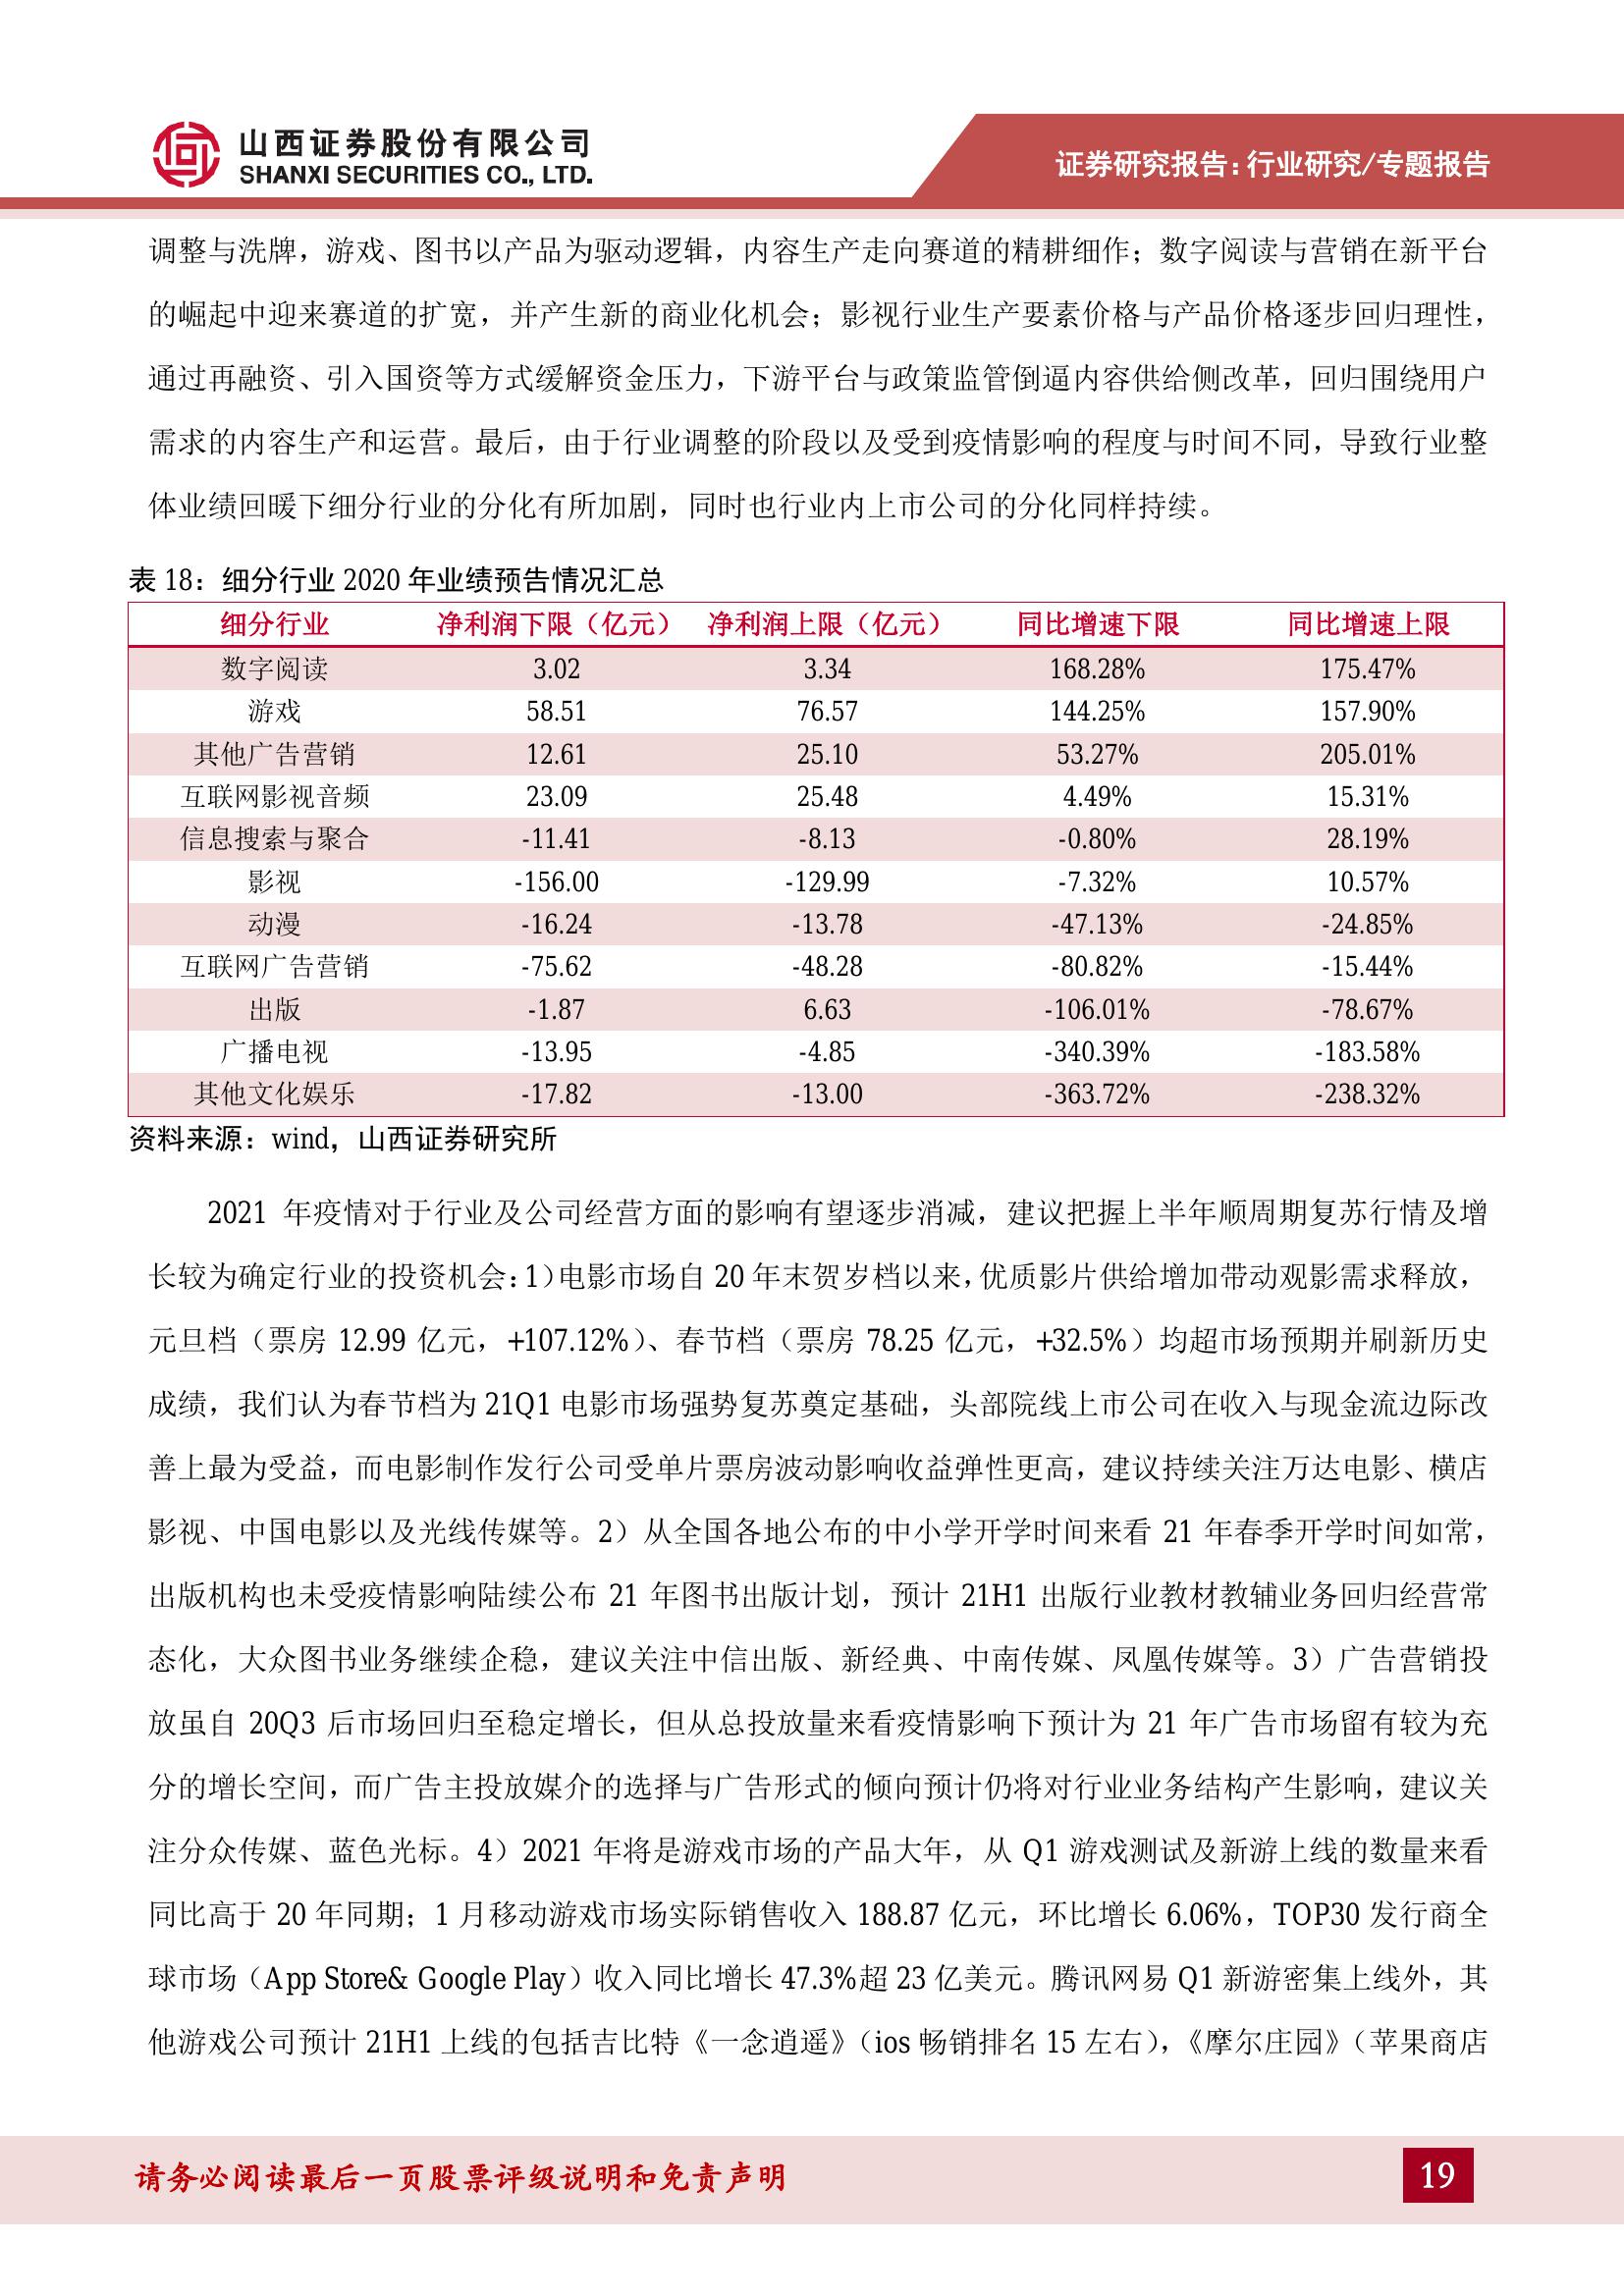 山西证券股份有限公司
SHANXI SECURITIES CO., LTD.
证券研究报告:行业研究/专题报告
调整与洗牌，游戏、图书以产品为驱动逻辑，内容生产走向赛道的精耕细作；数字阅读与营销在新平台
的崛起中迎来赛道的扩宽，并产生新的商业化机会；影视行业生产要素价格与产品价格逐步回归理性，
通过再融资、引入国资等方式缓解资金压力，下游平台与政策监管倒逼内容供给侧改革，回归围绕用户
需求的内容生产和运营。最后，由于行业调整的阶段以及受到疫情影响的程度与时间不同，导致行业整
体业绩回暖下细分行业的分化有所加剧，同时也行业内上市公司的分化同样持续。
表 18：细分行业 2020 年业绩预告情况汇总
细分行业 净利润下限（亿元） 净利润上限（亿元） 同比增速下限 同比增速上限
数字阅读 3.02 3.34 168.28% 175.47%
游戏 58.51 76.57 144.25% 157.90%
其他广告营销 12.61 25.10 53.27% 205.01%
互联网影视音频 23.09 25.48 4.49% 15.31%
信息搜索与聚合 -11.41 -8.13 -0.80% 28.19%
影视 -156.00 -129.99 -7.32% 10.57%
动漫 -16.24 -13.78 -47.13% -24.85%
互联网广告营销 -75.62 -48.28 -80.82% -15.44%
出版 -1.87 6.63 -106.01% -78.67%
广播电视 -13.95 -4.85 -340.39% -183.58%
其他文化娱乐 -17.82 -13.00 -363.72% -238.32%
资料来源：wind，山西证券研究所
2021 年疫情对于行业及公司经营方面的影响有望逐步消减，建议把握上半年顺周期复苏行情及增
长较为确定行业的投资机会：1）电影市场自 20 年末贺岁档以来，优质影片供给增加带动观影需求释放，
元旦档（票房 12.99 亿元，+107.12%）、春节档（票房 78.25 亿元，+32.5%）均超市场预期并刷新历史
成绩，我们认为春节档为 21Q1 电影市场强势复苏奠定基础，头部院线上市公司在收入与现金流边际改
善上最为受益，而电影制作发行公司受单片票房波动影响收益弹性更高，建议持续关注万达电影、横店
影视、中国电影以及光线传媒等。2）从全国各地公布的中小学开学时间来看 21 年春季开学时间如常，
出版机构也未受疫情影响陆续公布 21 年图书出版计划，预计 21H1 出版行业教材教辅业务回归经营常
态化，大众图书业务继续企稳，建议关注中信出版、新经典、中南传媒、凤凰传媒等。3）广告营销投
放虽自 20Q3 后市场回归至稳定增长，但从总投放量来看疫情影响下预计为 21 年广告市场留有较为充
分的增长空间，而广告主投放媒介的选择与广告形式的倾向预计仍将对行业业务结构产生影响，建议关
注分众传媒、蓝色光标。4）2021 年将是游戏市场的产品大年，从 Q1 游戏测试及新游上线的数量来看
同比高于 20 年同期；1 月移动游戏市场实际销售收入 188.87 亿元，环比增长 6.06%，TOP30 发行商全
球市场（App Store& Google Play）收入同比增长 47.3%超 23 亿美元。腾讯网易 Q1 新游密集上线外，其
他游戏公司预计 21H1 上线的包括吉比特《一念逍遥》（ios 畅销排名 15 左右），《摩尔庄园》（苹果商店
请务必阅读最后一页股票评级说明和免责声明
19